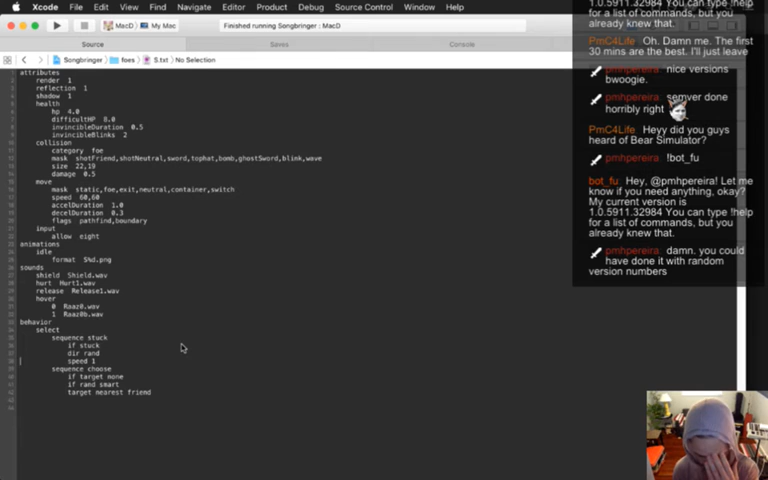 Xcode File Edit View Find Navigate Editor Product Debug Source Control Window Help
MacD My Mac
Finished running Songbringer : MacD
Source Saves Console
Songbringer foes S.txt No Selection
attributes
render 1
reflection 1
shadow 1
health
hp 4.0
difficultHP 8.0
invincibleDuration 0.5
invincibleBlinks 2
collision
category foe
mask shotFriend,shotNeutral,sword,tophat,bomb,ghostSword,blink,wave
size 22,19
damage 0.5
move
mask static,foe,exit,neutral,container,switch
speed 60,60
accelDuration 1.0
decelDuration 0.3
flags pathfind,boundary
input
allow eight
animations
idle
format S%d.png
sounds
shield Shield.wav
hurt Hurt1.wav
release Release1.wav
hover
0 Raaz0.wav
1 Raaz0b.wav
behavior
select
sequence stuck
if stuck
dir rand
speed 1
sequence choose
if target none
if rand smart
target nearest friend
1.0.5911.32984 You can type !help
for a list of commands, but you
already knew that.
PmC4Life Oh. Damn me. The first
30 mins are the best. I'll just leave
pmhpereira nice versions
bwoogie.
pmhpereira semver done
horribly right
PmC4Life Heyy did you guys
heard of Bear Simulator?
pmhpereira !bot_fu
bot_fu Hey, @pmhpereira! Let me
know if you need anything, okay?
My current version is
1.0.5911.32984 You can type !help
for a list of commands, but you
already knew that.
pmhpereira damn. you could
have done it with random
version numbers